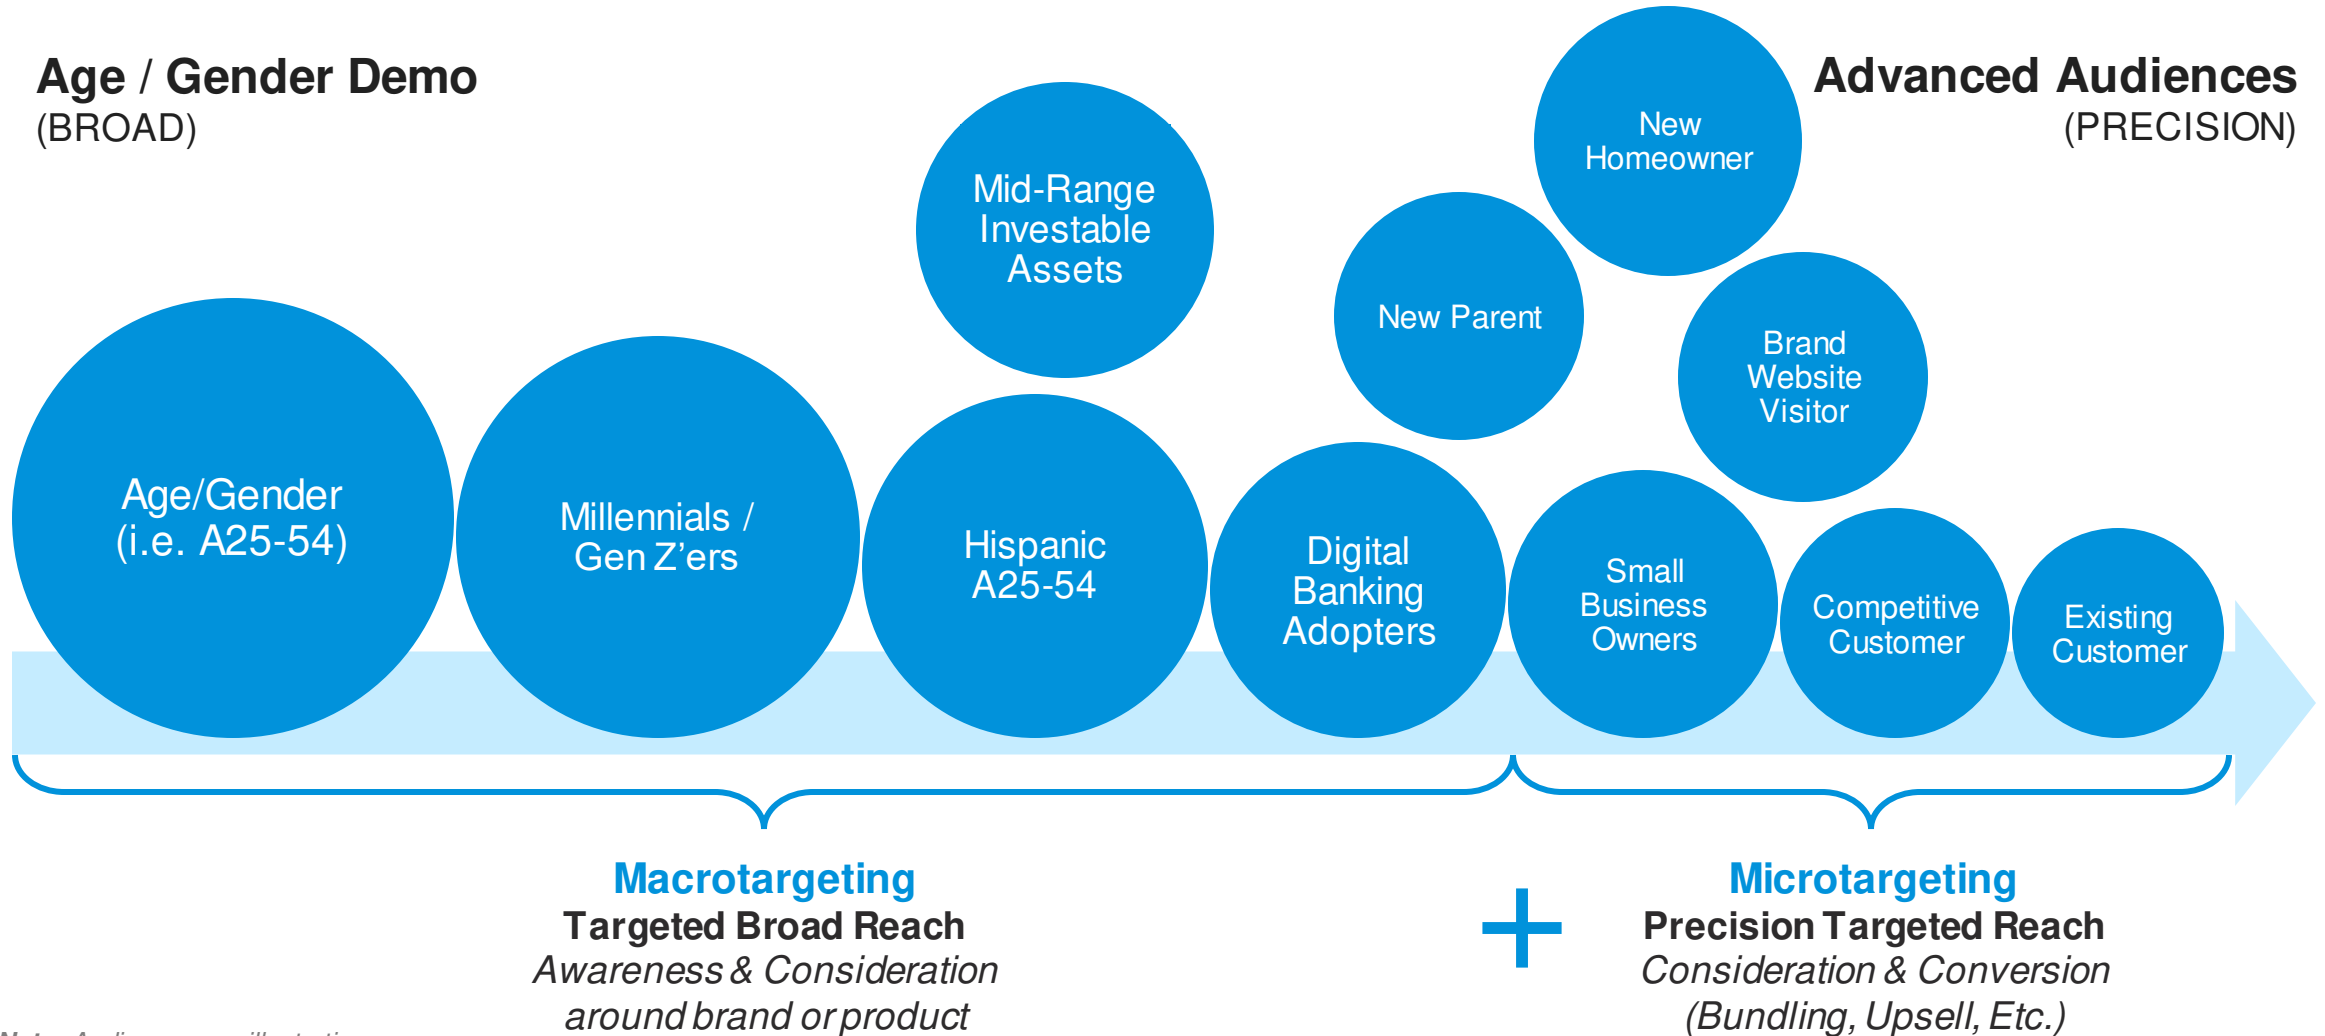 Age / Gender Demo
(BROAD)
Advanced Audiences
(PRECISION)
New
Homeowner
Mid-Range
Investable
Assets
New Parent
Brand
Website
Visitor
Age/Gender
(i.e. A25-54)
Millennials /
Gen Z’ers
Hispanic
A25-54
Digital
Banking
Adopters
Small
Business
Owners
Competitive
Customer
Existing
Customer
Macrotargeting
Targeted Broad Reach
Awareness & Consideration
around brand or product
+
Microtargeting
Precision Targeted Reach
Consideration & Conversion
(Bundling, Upsell, Etc.)